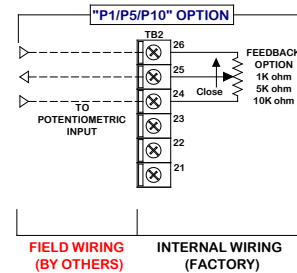 "P1/P5/P10" OPTION
TB2
26
25
24
23
22
21
FEEDBACK
OPTION
1K ohm
5K ohm
10K ohm
Close
TO
POTENTIOMETRIC
INPUT
FIELD WIRING
(BY OTHERS)
INTERNAL WIRING
(FACTORY)